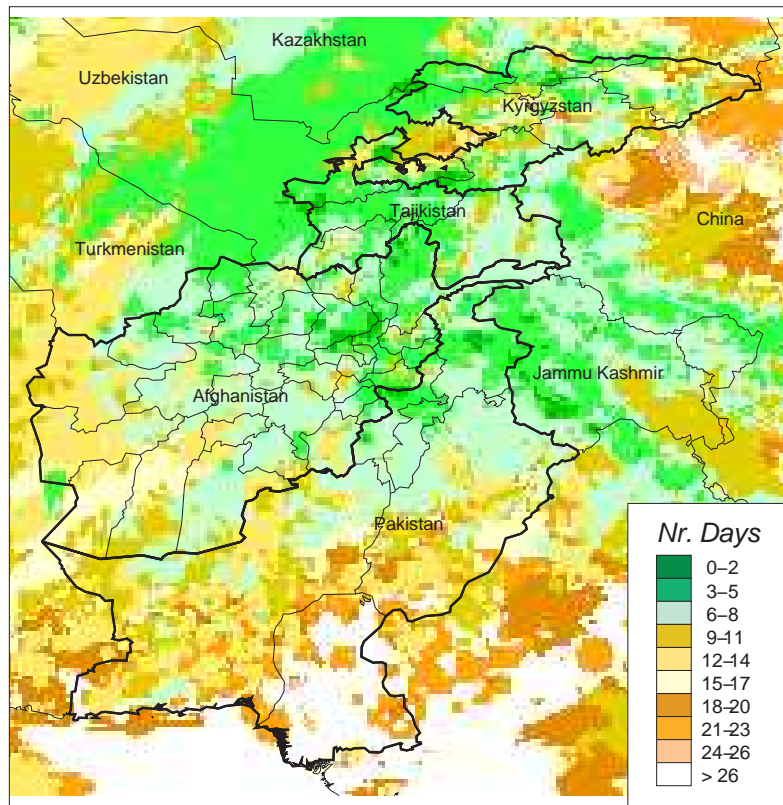 Kazakhstan
Uzbekistan
Kyrgyzstan
Tajikistan
China
Turkmenistan
Jammu Kashmir
Afghanistan
Pakistan
Nr. Days
0–2
3–5
6–8
9–11
12–14
15–17
18–20
21–23
24–26
> 26